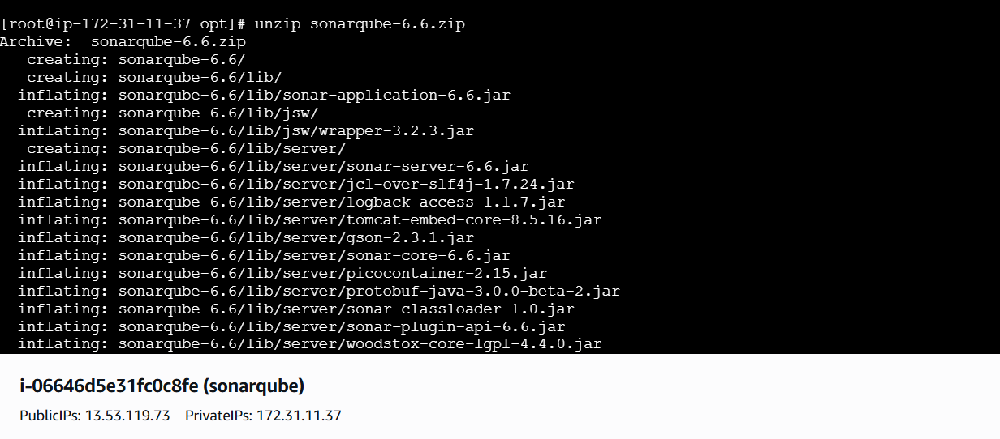 [root@ip-172-31-11-37 opt]# unzip sonarqube-6.6.zip
Archive:  sonarqube-6.6.zip
   creating: sonarqube-6.6/
   creating: sonarqube-6.6/lib/
  inflating: sonarqube-6.6/lib/sonar-application-6.6.jar
   creating: sonarqube-6.6/lib/jsw/
  inflating: sonarqube-6.6/lib/jsw/wrapper-3.2.3.jar
   creating: sonarqube-6.6/lib/server/
  inflating: sonarqube-6.6/lib/server/sonar-server-6.6.jar
  inflating: sonarqube-6.6/lib/server/jcl-over-slf4j-1.7.24.jar
  inflating: sonarqube-6.6/lib/server/logback-access-1.1.7.jar
  inflating: sonarqube-6.6/lib/server/tomcat-embed-core-8.5.16.jar
  inflating: sonarqube-6.6/lib/server/gson-2.3.1.jar
  inflating: sonarqube-6.6/lib/server/sonar-core-6.6.jar
  inflating: sonarqube-6.6/lib/server/picocontainer-2.15.jar
  inflating: sonarqube-6.6/lib/server/protobuf-java-3.0.0-beta-2.jar
  inflating: sonarqube-6.6/lib/server/sonar-classloader-1.0.jar
  inflating: sonarqube-6.6/lib/server/sonar-plugin-api-6.6.jar
  inflating: sonarqube-6.6/lib/server/woodstox-core-lgpl-4.4.0.jar
i-06646d5e31fc0c8fe (sonarqube)
PublicIPs: 13.53.119.73    PrivateIPs: 172.31.11.37